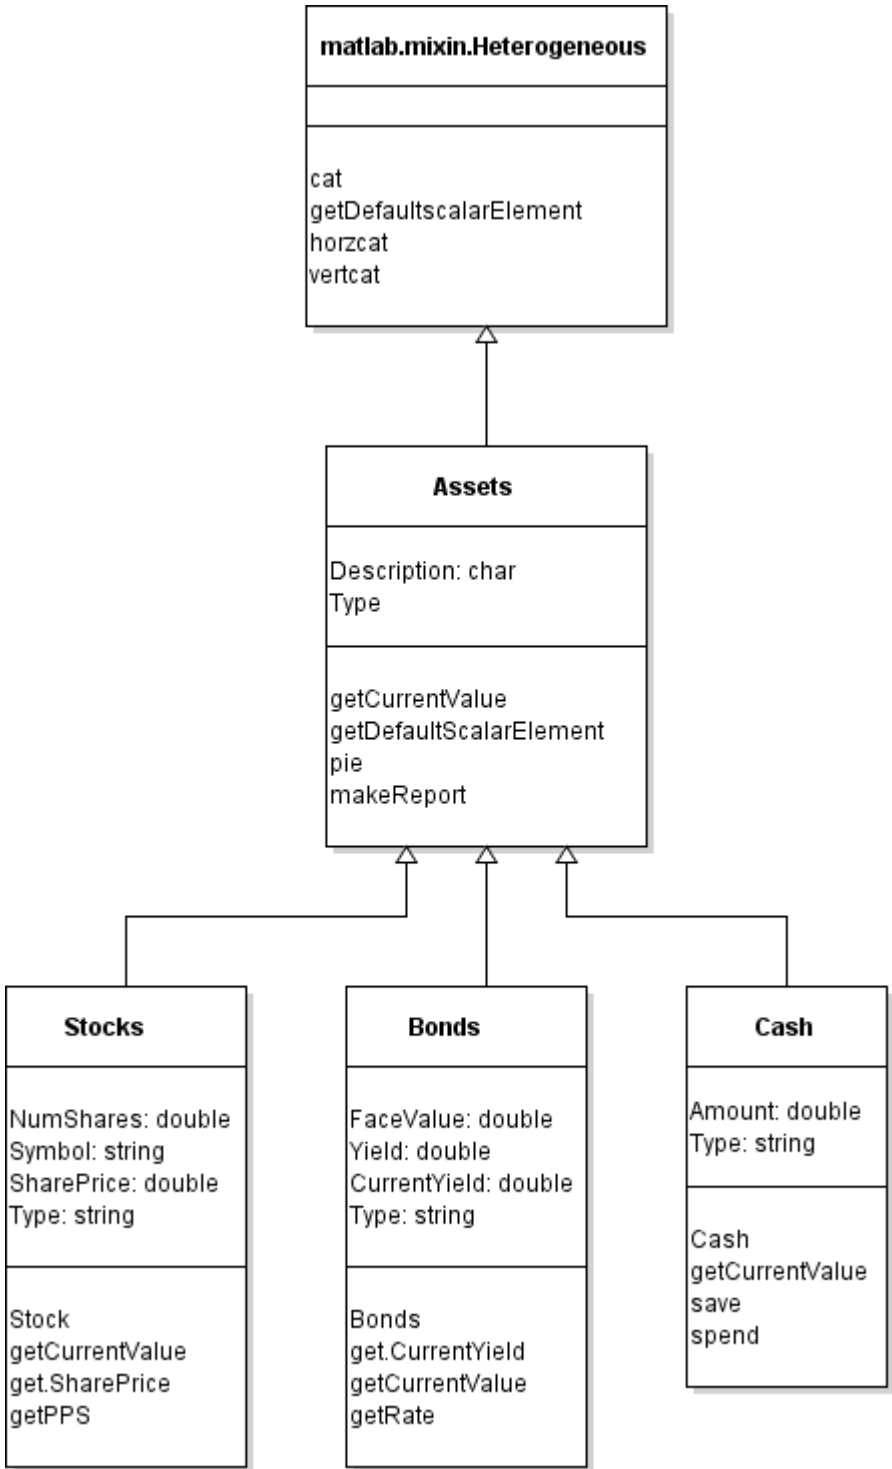 matlab.mixin.Heterogeneous
cat
getDefaultscalarElement
horzcat
vertcat
Assets
Description: char
Type
getCurrentValue
getDefaultScalarElement
pie
makeReport
Stocks
NumShares: double
Symbol: string
SharePrice: double
Type: string
Stock
getCurrentValue
get.SharePrice
getPPS
Bonds
FaceValue: double
Yield: double
CurrentYield: double
Type: string
Bonds
get.CurrentYield
getCurrentValue
getRate
Cash
Amount: double
Type: string
Cash
getCurrentValue
save
spend